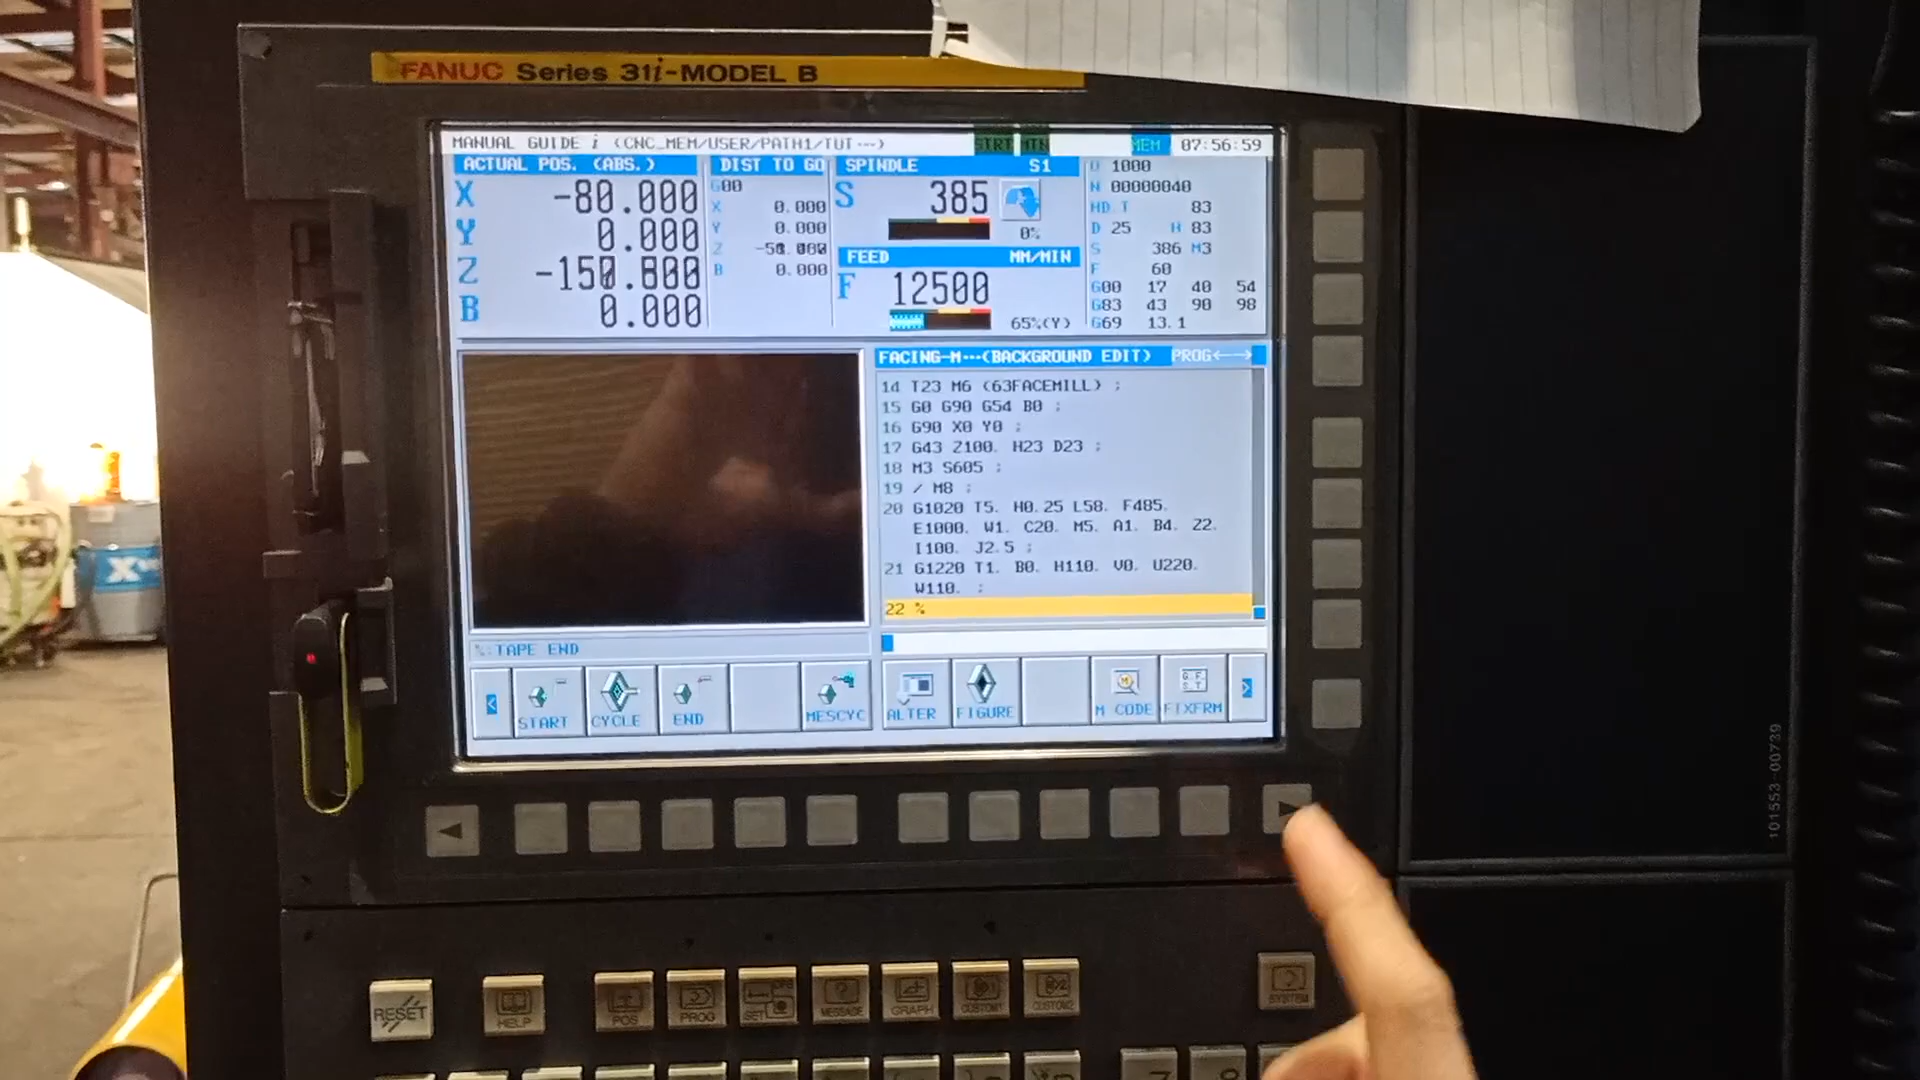 FANUC Series 31i-MODEL B
MANUAL GUIDE i (CNC_MEM/USER/PATH1/TUT···) STRT MTN MEM 07:56:59
ACTUAL POS. (ABS.)
X -80.000
Y 0.000
Z
B 0.000
DIST TO GO
G00
X 0.000
Y 0.000
Z
B 0.000
SPINDLE S1
S 385
0%
FEED MM/MIN
F 12500
65%(Y)
O 1000
N 00000040
HD.T 83
D 25 H 83
S 386 M3
F 60
G00 17 40 54
G83 43 90 98
G69 13.1
FACING-M···(BACKGROUND EDIT) PROG←→
14 T23 M6 (63FACEMILL) ;
15 G0 G90 G54 B0 ;
16 G90 X0 Y0 ;
17 G43 Z100. H23 D23 ;
18 M3 S605 ;
19 / M8 ;
20 G1020 T5. H0.25 L58. F485.
E1000. W1. C20. M5. A1. B4. Z2.
I100. J2.5 ;
21 G1220 T1. B0. H110. V0. U220.
W110. ;
22 %
%:TAPE END
< START CYCLE END MESCYC ALTER FIGURE M CODE FIXFRM >
RESET HELP POS PROG SET MESSAGE GRAPH CUSTOM1 CUSTOM2 SYSTEM
7 8
101553-00739
X